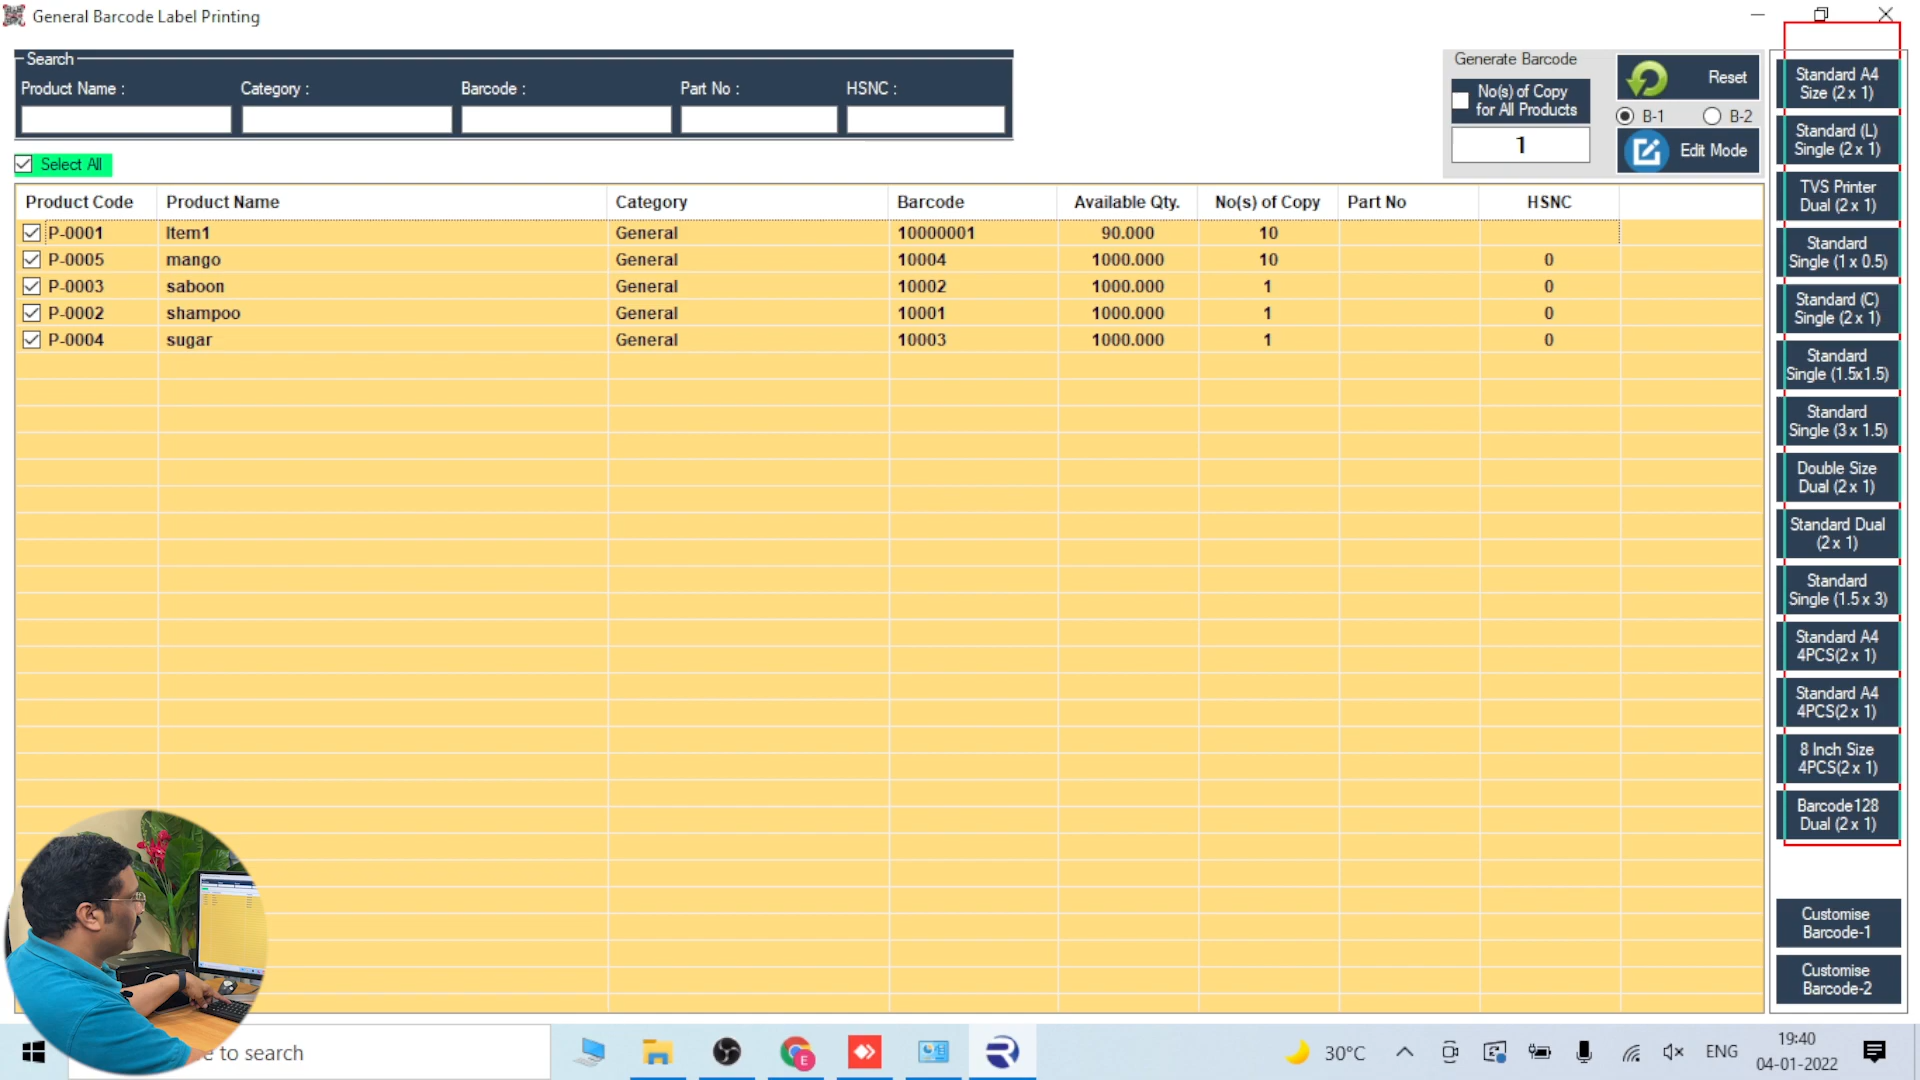 General Barcode Label Printing
Search
Product Name : Category : Barcode : Part No : HSNC :
Generate Barcode
No(s) of Copy
for All Products
1
Reset
B-1 B-2
Edit Mode
Select All
Product Code Product Name Category Barcode Available Qty. No(s) of Copy Part No HSNC
P-0001 Item1 General 10000001 90.000 10
P-0005 mango General 10004 1000.000 10 0
P-0003 saboon General 10002 1000.000 1 0
P-0002 shampoo General 10001 1000.000 1 0
P-0004 sugar General 10003 1000.000 1 0
Standard A4
Size (2 x 1)
Standard (L)
Single (2 x 1)
TVS Printer
Dual (2 x 1)
Standard
Single (1 x 0.5)
Standard (C)
Single (2 x 1)
Standard
Single (1.5x1.5)
Standard
Single (3 x 1.5)
Double Size
Dual (2 x 1)
Standard Dual
(2 x 1)
Standard
Single (1.5 x 3)
Standard A4
4PCS(2 x 1)
Standard A4
4PCS(2 x 1)
8 Inch Size
4PCS(2 x 1)
Barcode128
Dual (2 x 1)
Customise
Barcode-1
Customise
Barcode-2
to search
E
30°C
ENG
19:40
04-01-2022